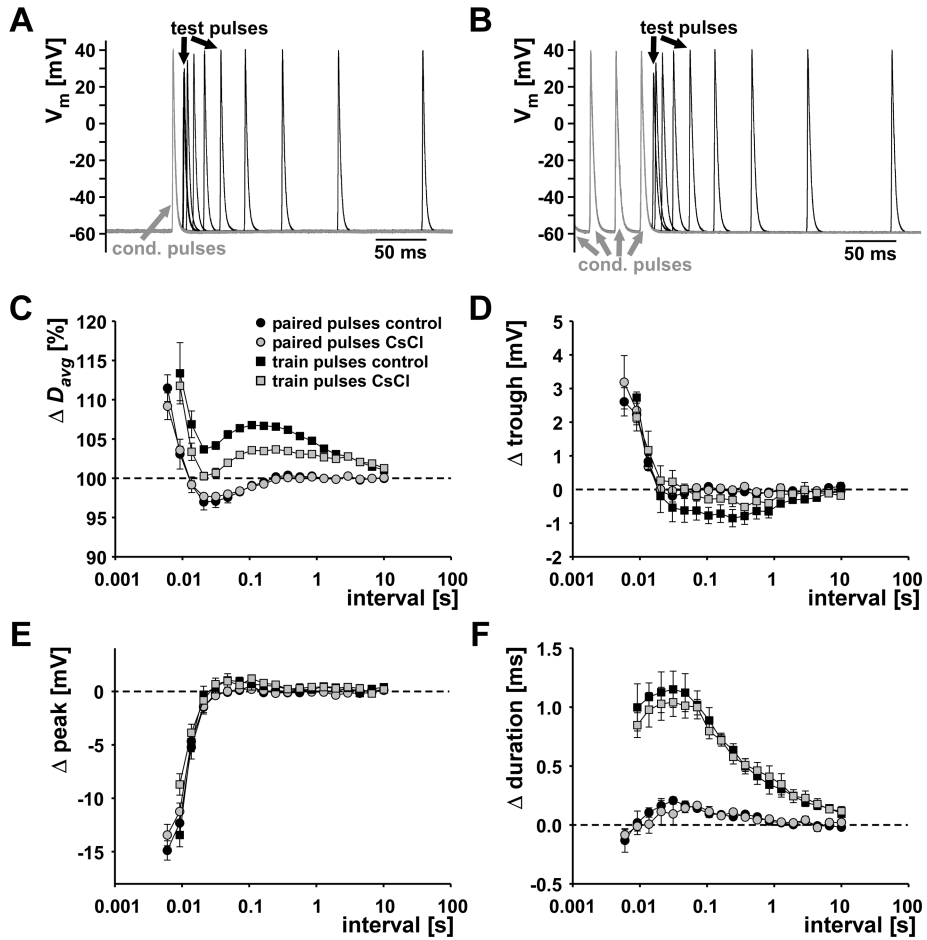 A
test pulses
Vm [mV]
40
20
0
-20
-40
-60
cond. pulses
50 ms
B
test pulses
Vm [mV]
40
20
0
-20
-40
-60
cond. pulses
50 ms
C
Δ Davg [%]
120
115
110
105
100
95
90
paired pulses control
paired pulses CsCl
train pulses control
train pulses CsCl
0.001 0.01 0.1 1 10 100
interval [s]
D
Δ trough [mV]
5
4
3
2
1
0
-1
-2
0.001 0.01 0.1 1 10 100
interval [s]
E
Δ peak [mV]
0
-5
-10
-15
0.001 0.01 0.1 1 10 100
interval [s]
F
Δ duration [ms]
1.5
1.0
0.5
0.0
-0.5
0.001 0.01 0.1 1 10 100
interval [s]